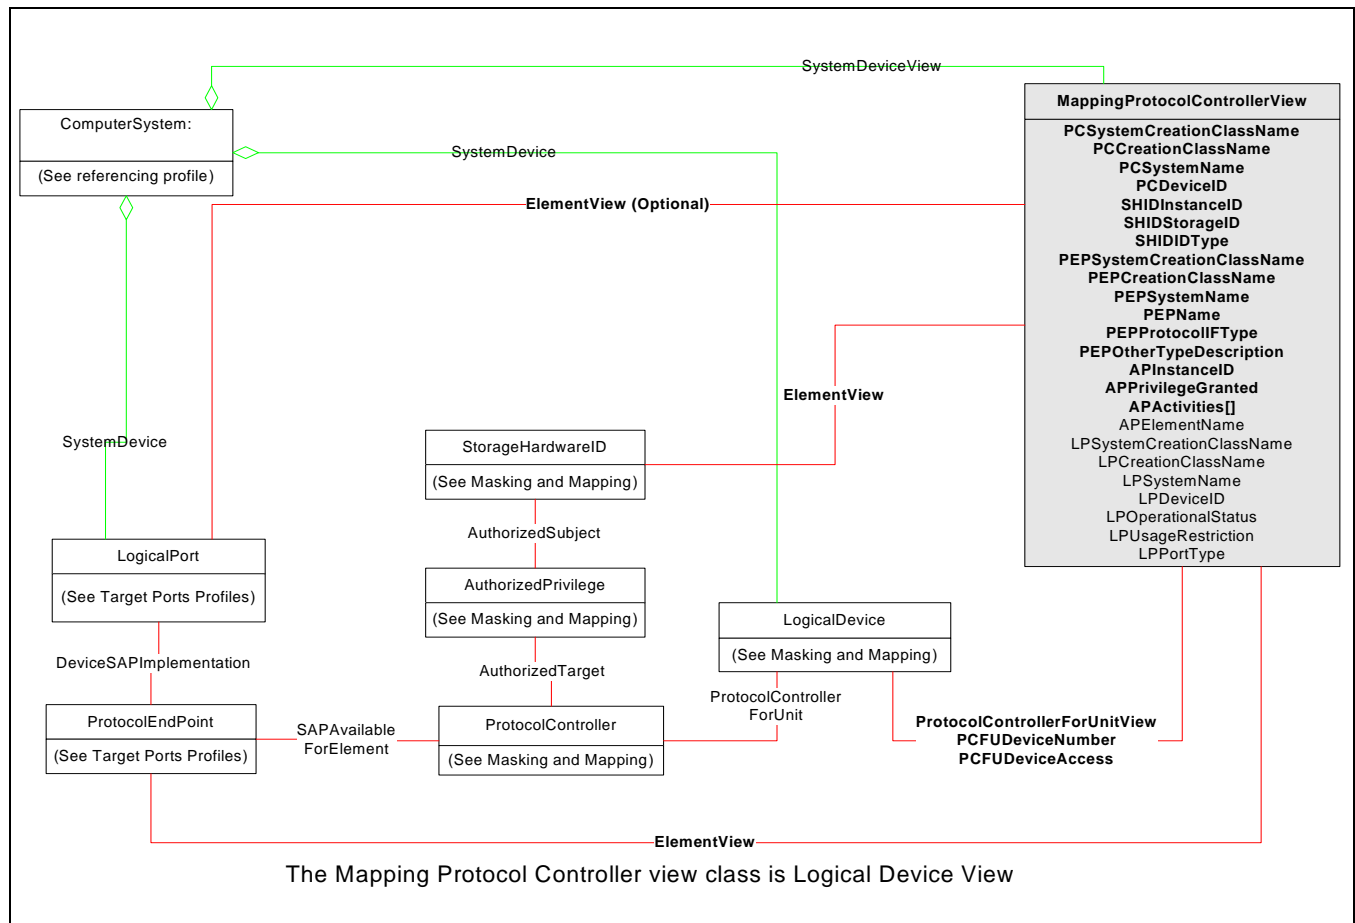 SystemDeviceView
MappingProtocolControllerView
PCSystemCreationClassName
PCCreationClassName
PCSystemName
PCDeviceID
SHIDInstanceID
SHIDStorageID
SHIDIDType
PEPSystemCreationClassName
PEPCreationClassName
PEPSystemName
PEPName
PEPProtocolIFType
PEPOtherTypeDescription
APInstanceID
APPrivilegeGranted
APActivities[]
APElementName
LPSystemCreationClassName
LPCreationClassName
LPSystemName
LPDeviceID
LPOperationalStatus
LPUsageRestriction
LPPortType
ComputerSystem:
(See referencing profile)
SystemDevice
ElementView (Optional)
ElementView
SystemDevice
StorageHardwareID
(See Masking and Mapping)
AuthorizedSubject
LogicalPort
(See Target Ports Profiles)
AuthorizedPrivilege
(See Masking and Mapping)
LogicalDevice
(See Masking and Mapping)
DeviceSAPImplementation
AuthorizedTarget
ProtocolController
ForUnit
ProtocolEndPoint
(See Target Ports Profiles)
SAPAvailable
ForElement
ProtocolController
(See Masking and Mapping)
ProtocolControllerForUnitView
PCFUDeviceNumber
PCFUDeviceAccess
ElementView
The Mapping Protocol Controller view class is Logical Device View